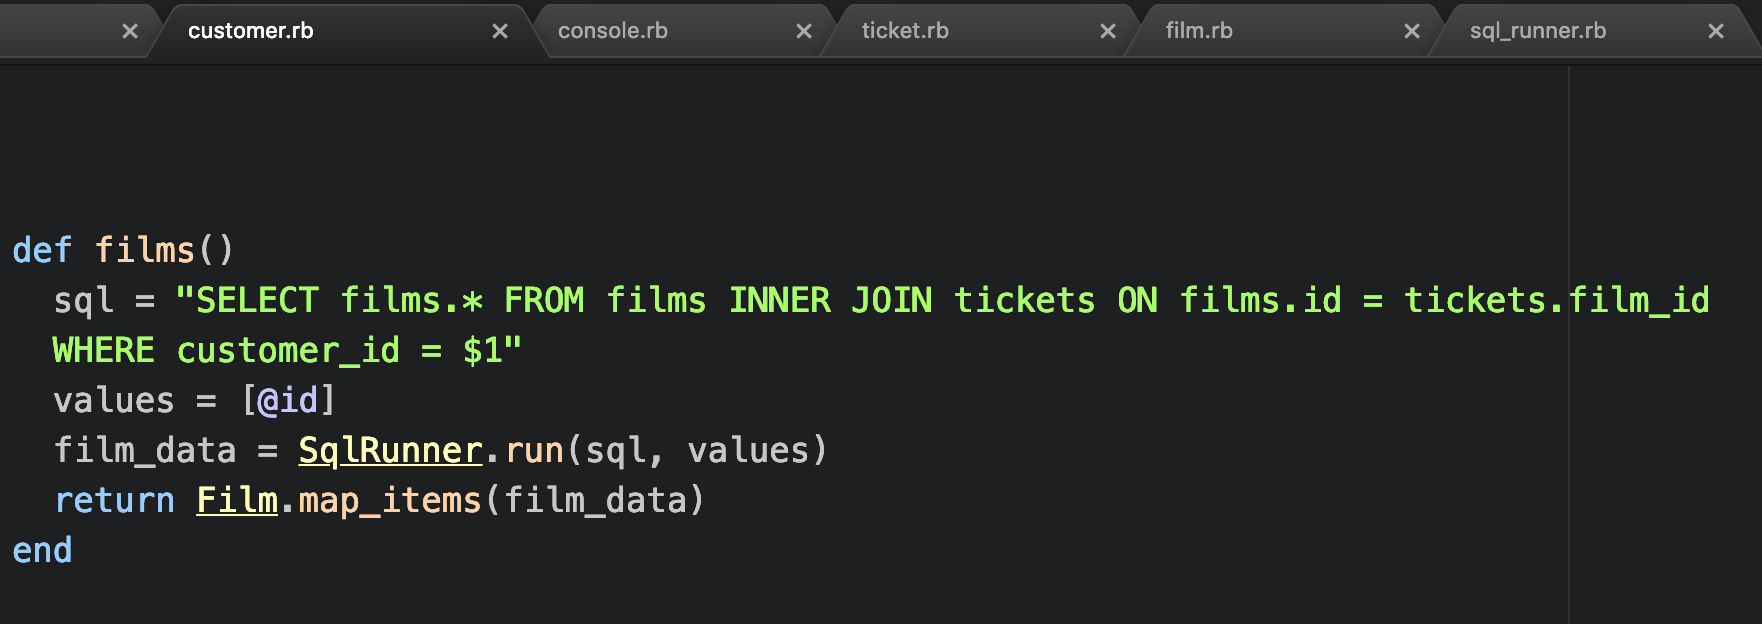 customer.rb console.rb ticket.rb film.rb sql_runner.rb
def films()
  sql = "SELECT films.* FROM films INNER JOIN tickets ON films.id = tickets.film_id
  WHERE customer_id = $1"
  values = [@id]
  film_data = SqlRunner.run(sql, values)
  return Film.map_items(film_data)
end